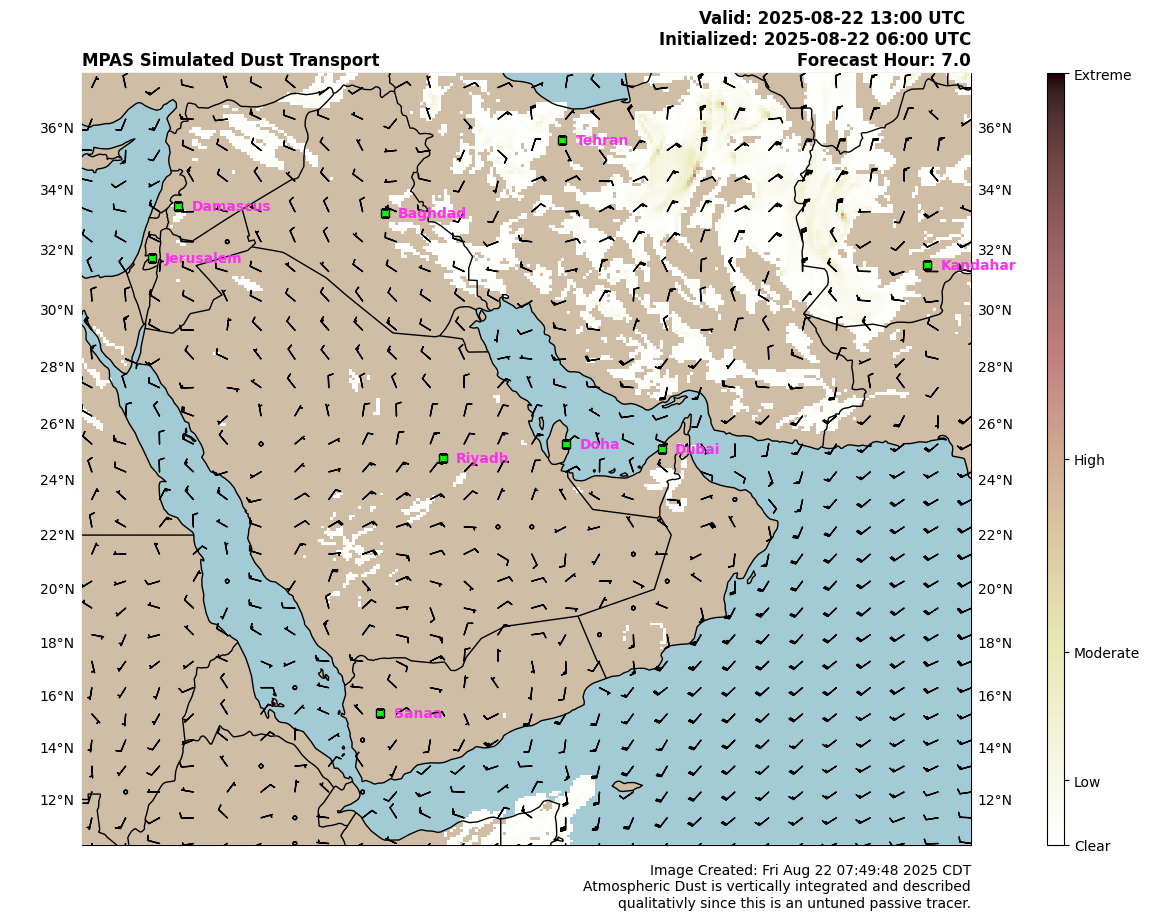 Valid: 2025-08-22 13:00 UTC
Initialized: 2025-08-22 06:00 UTC
MPAS Simulated Dust Transport
Forecast Hour: 7.0
Extreme
36°N
Tehran
36°N
34°N
Damascus
Baghdad
34°N
32°N
Jerusalem
32°N
Kandahar
30°N
30°N
28°N
28°N
26°N
Riyadh
Doha
Dubai
26°N
High
24°N
24°N
22°N
22°N
20°N
20°N
18°N
18°N
Moderate
16°N
Sanaa
16°N
14°N
14°N
12°N
12°N
Low
Clear
Image Created: Fri Aug 22 07:49:48 2025 CDT
Atmospheric Dust is vertically integrated and described
qualitativly since this is an untuned passive tracer.